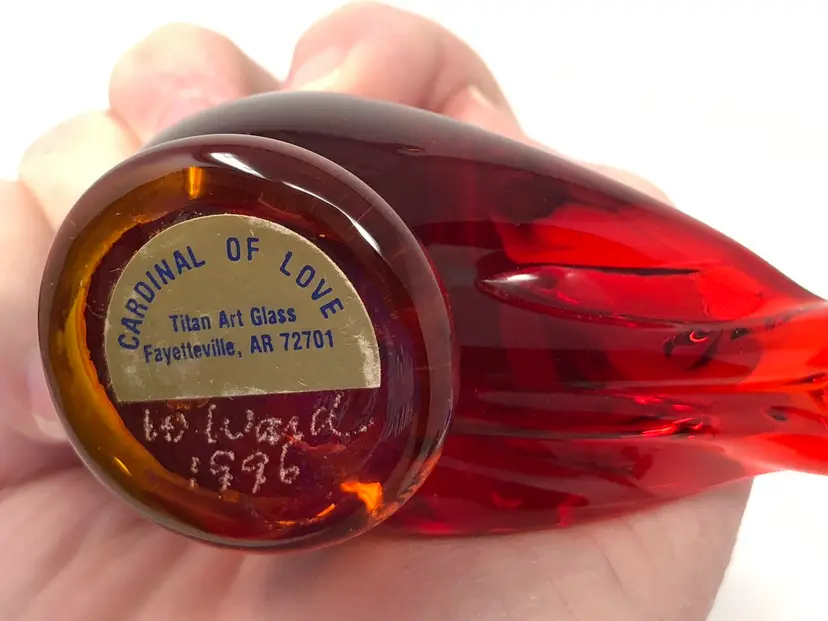 CARDINAL OF LOVE
Titan Art Glass
Fayetteville, AR 72701
W Ward
1996